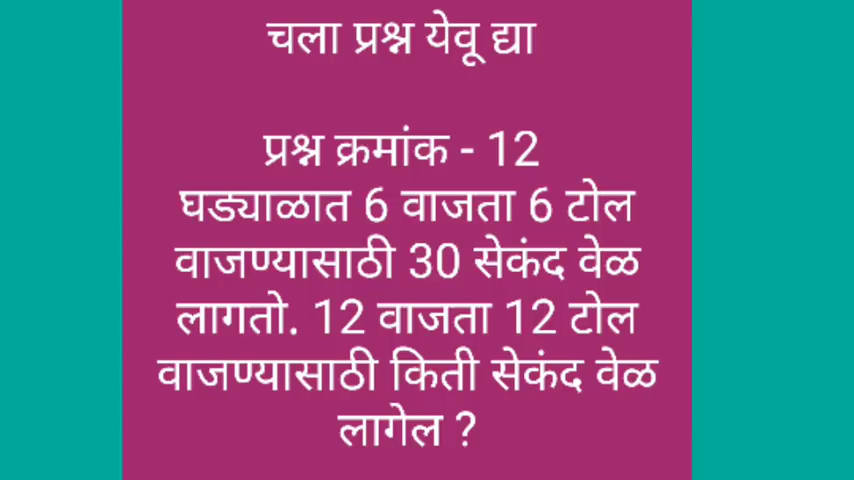 चला प्रश्न येवू द्या
प्रश्न क्रमांक - 12
घड्याळात 6 वाजता 6 टोल
वाजण्यासाठी 30 सेकंद वेळ
लागतो. 12 वाजता 12 टोल
वाजण्यासाठी किती सेकंद वेळ
लागेल ?